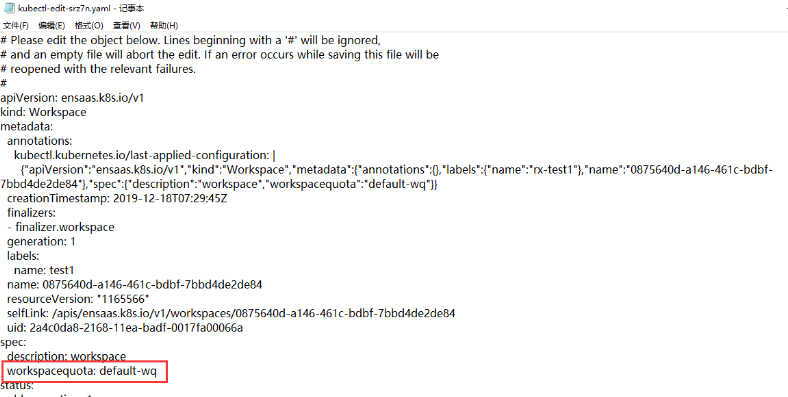 kubectl-edit-srz7n.yaml - 记事本
文件(F) 编辑(E) 格式(O) 查看(V) 帮助(H)
# Please edit the object below. Lines beginning with a '#' will be ignored,
# and an empty file will abort the edit. If an error occurs while saving this file will be
# reopened with the relevant failures.
#
apiVersion: ensaas.k8s.io/v1
kind: Workspace
metadata:
annotations:
kubectl.kubernetes.io/last-applied-configuration: |
{"apiVersion":"ensaas.k8s.io/v1","kind":"Workspace","metadata":{"annotations":{},"labels":{"name":"rx-test1"},"name":"0875640d-a146-461c-bdbf-
7bbd4de2de84"},"spec":{"description":"workspace","workspacequota":"default-wq"}}
creationTimestamp: 2019-12-18T07:29:45Z
finalizers:
- finalizer.workspace
generation: 1
labels:
name: test1
name: 0875640d-a146-461c-bdbf-7bbd4de2de84
resourceVersion: "1165566"
selfLink: /apis/ensaas.k8s.io/v1/workspaces/0875640d-a146-461c-bdbf-7bbd4de2de84
uid: 2a4c0da8-2168-11ea-badf-0017fa00066a
spec:
description: workspace
workspacequota: default-wq
status: